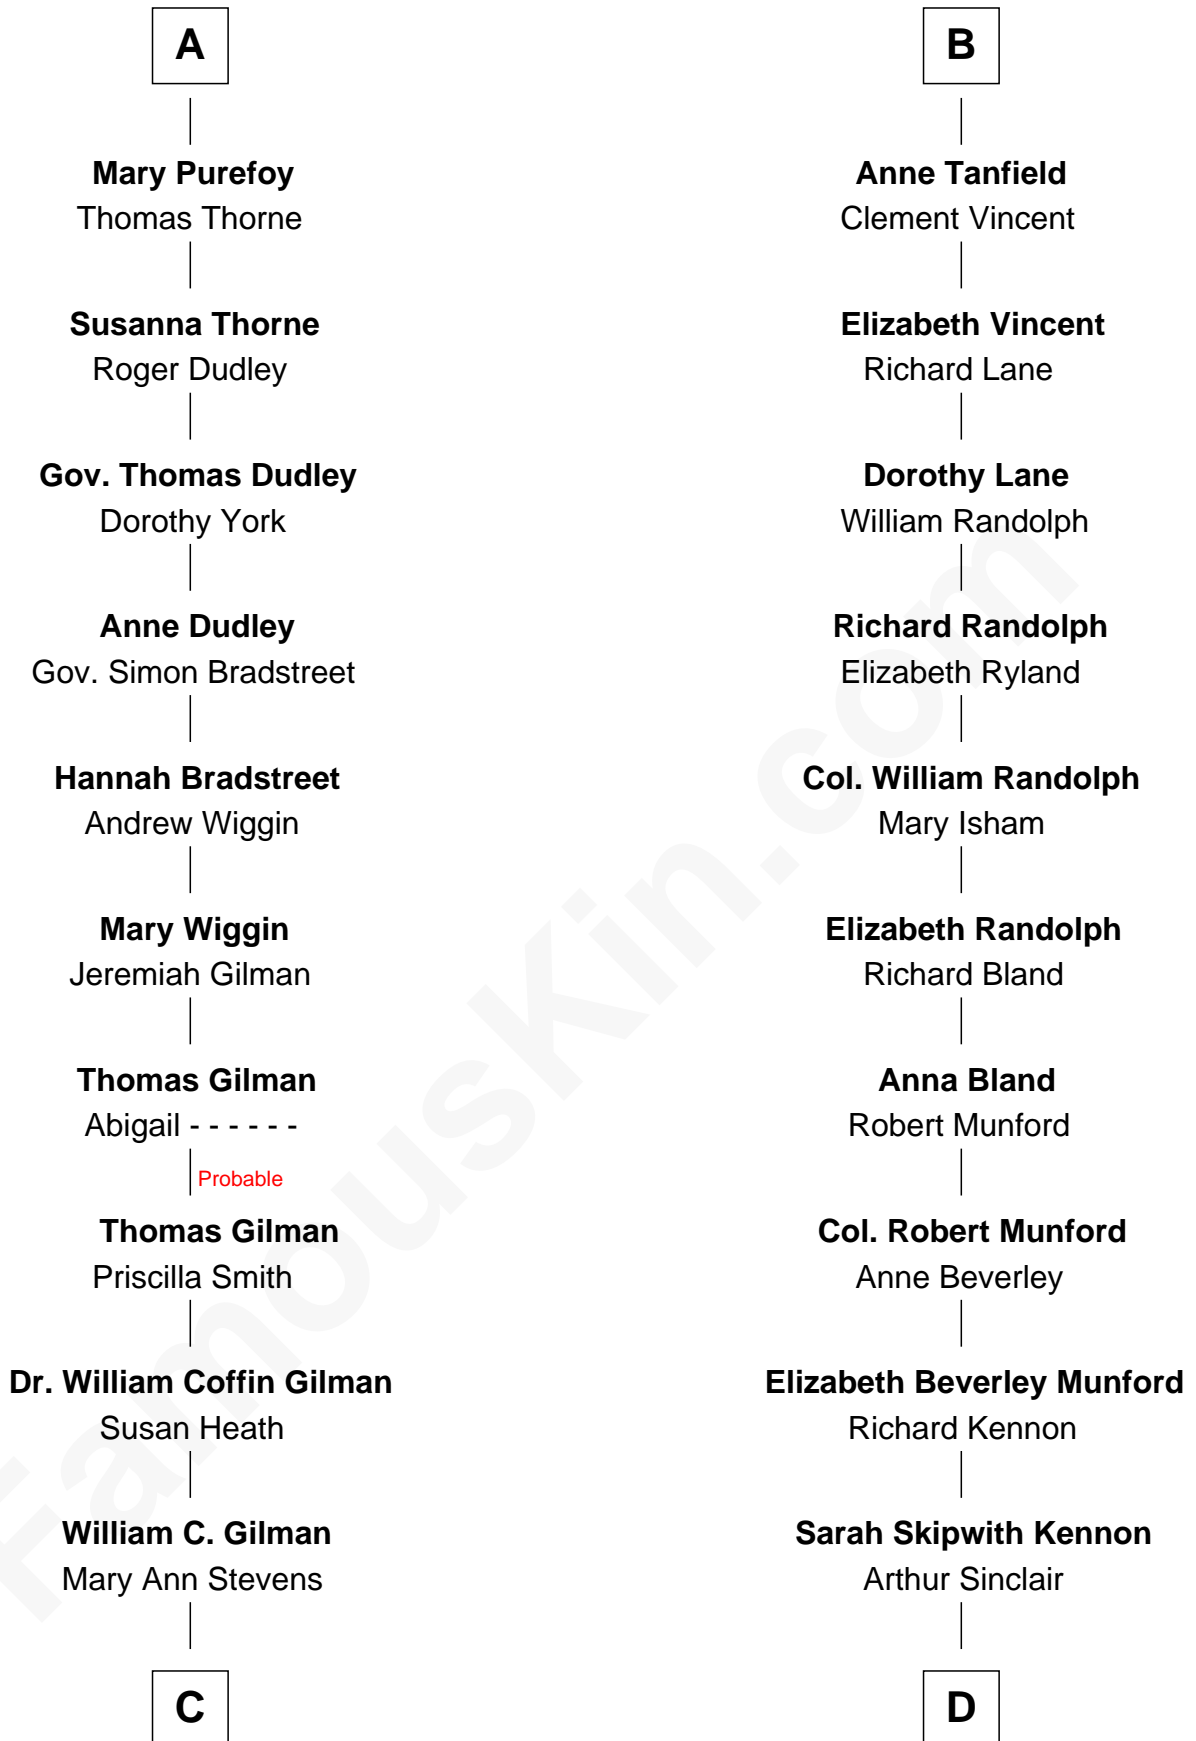 A
Mary Purefoy
Thomas Thorne
Susanna Thorne
Roger Dudley
Gov. Thomas Dudley
Dorothy York
Anne Dudley
Gov. Simon Bradstreet
Hannah Bradstreet
Andrew Wiggin
Mary Wiggin
Jeremiah Gilman
Thomas Gilman
Abigail - - - - - -
Probable
Thomas Gilman
Priscilla Smith
Dr. William Coffin Gilman
Susan Heath
William C. Gilman
Mary Ann Stevens
C
B
Anne Tanfield
Clement Vincent
Elizabeth Vincent
Richard Lane
Dorothy Lane
William Randolph
Richard Randolph
Elizabeth Ryland
Col. William Randolph
Mary Isham
Elizabeth Randolph
Richard Bland
Anna Bland
Robert Munford
Col. Robert Munford
Anne Beverley
Elizabeth Beverley Munford
Richard Kennon
Sarah Skipwith Kennon
Arthur Sinclair
D
FamousKin.com